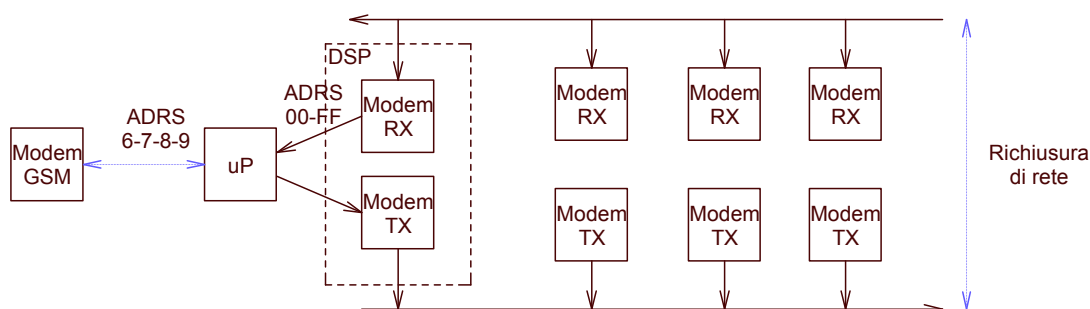 DSP
ADRS
6-7-8-9
ADRS
00-FF
Modem
GSM
uP
Modem
RX
Modem
RX
Modem
RX
Modem
RX
Modem
TX
Modem
TX
Modem
TX
Modem
TX
Richiusura
di rete